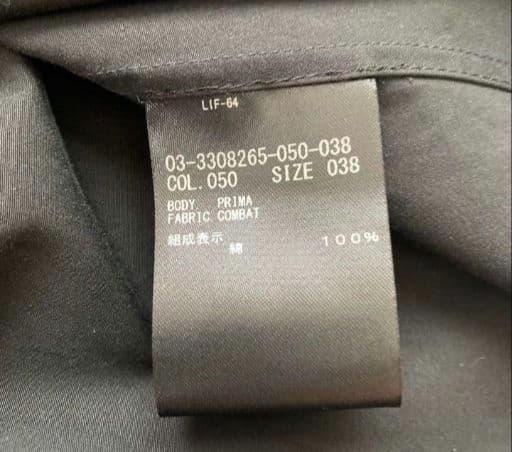 LIF-64
03-3308265-050-038
COL.050 SIZE 038
BODY PRIMA
FABRIC COMBAT
組成表示
綿 100%